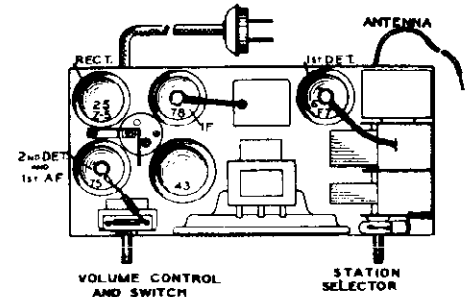 ANTENNA
RECT.
1ST DET.
25
Z-5
78
6
F7
IF
2ND DET.
AND
1ST AF
75
43
VOLUME CONTROL
AND SWITCH
STATION
SELECTOR